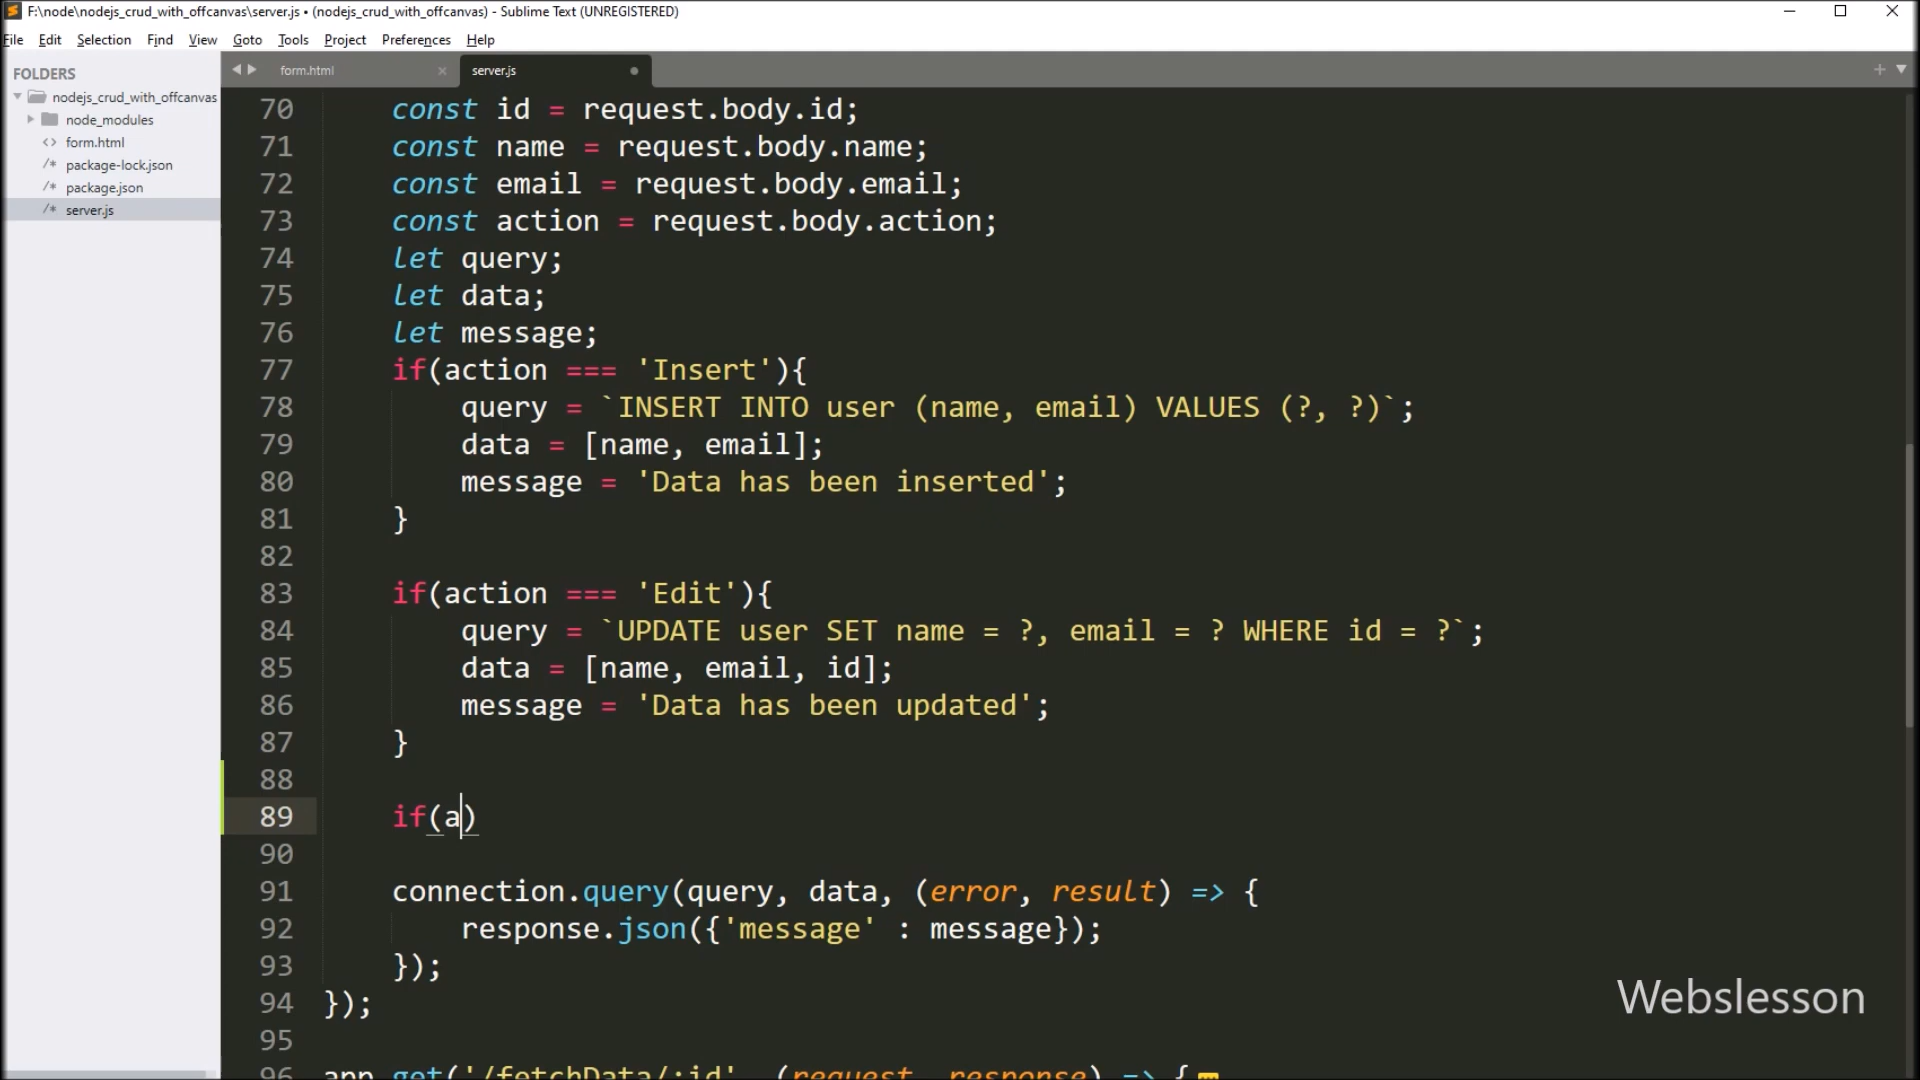 F:\node\nodejs_crud_with_offcanvas\server.js • (nodejs_crud_with_offcanvas) - Sublime Text (UNREGISTERED)
File Edit Selection Find View Goto Tools Project Preferences Help
FOLDERS
nodejs_crud_with_offcanvas
node_modules
<> form.html
/* package-lock.json
/* package.json
/* server.js
form.html
server.js
70 const id = request.body.id;
71 const name = request.body.name;
72 const email = request.body.email;
73 const action = request.body.action;
74 let query;
75 let data;
76 let message;
77 if(action === 'Insert'){
78 query = `INSERT INTO user (name, email) VALUES (?, ?)`;
79 data = [name, email];
80 message = 'Data has been inserted';
81 }
82
83 if(action === 'Edit'){
84 query = `UPDATE user SET name = ?, email = ? WHERE id = ?`;
85 data = [name, email, id];
86 message = 'Data has been updated';
87 }
88
89 if(a)
90
91 connection.query(query, data, (error, result) => {
92 response.json({'message' : message});
93 });
94 });
95
96 app.get('/fetchData/:id', (request, response) => {
Webslesson